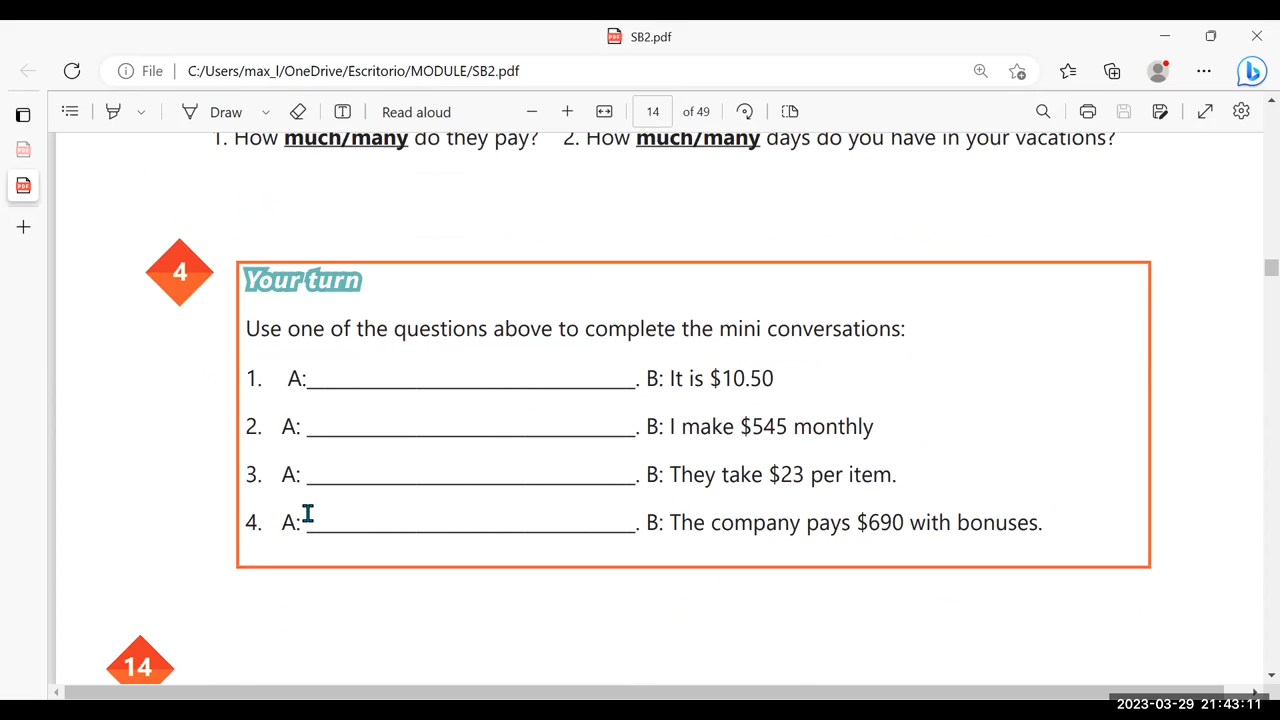 SB2.pdf
File | C:/Users/max_l/OneDrive/Escritorio/MODULE/SB2.pdf
Draw Read aloud 14 of 49
1. How much/many do they pay? 2. How much/many days do you have in your vacations?
4
Your turn
Use one of the questions above to complete the mini conversations:
1. A:____________________________. B: It is $10.50
2. A: ____________________________. B: I make $545 monthly
3. A: ____________________________. B: They take $23 per item.
4. A: ____________________________. B: The company pays $690 with bonuses.
14
2023-03-29 21:43:11